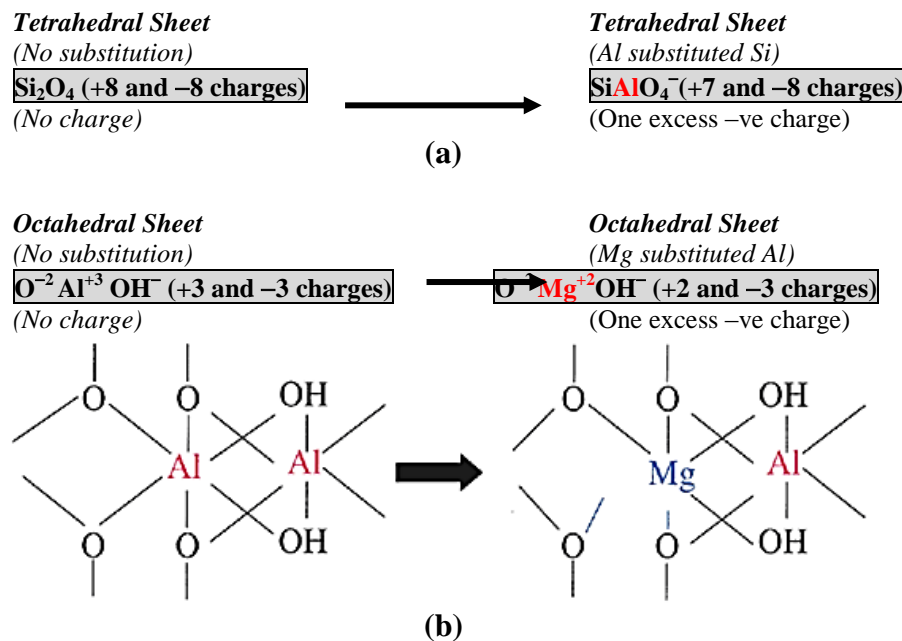 Tetrahedral Sheet
(No substitution)
Si₂O₄ (+8 and –8 charges)
(No charge)
Tetrahedral Sheet
(Al substituted Si)
SiAlO₄⁻(+7 and –8 charges)
(One excess –ve charge)
(a)
Octahedral Sheet
(No substitution)
O⁻² Al⁺³ OH⁻ (+3 and –3 charges)
(No charge)
Octahedral Sheet
(Mg substituted Al)
O⁻²Mg⁺²OH⁻ (+2 and –3 charges)
(One excess –ve charge)
O O OH
Al Al
O O OH
O O OH
Mg Al
O O OH
(b)